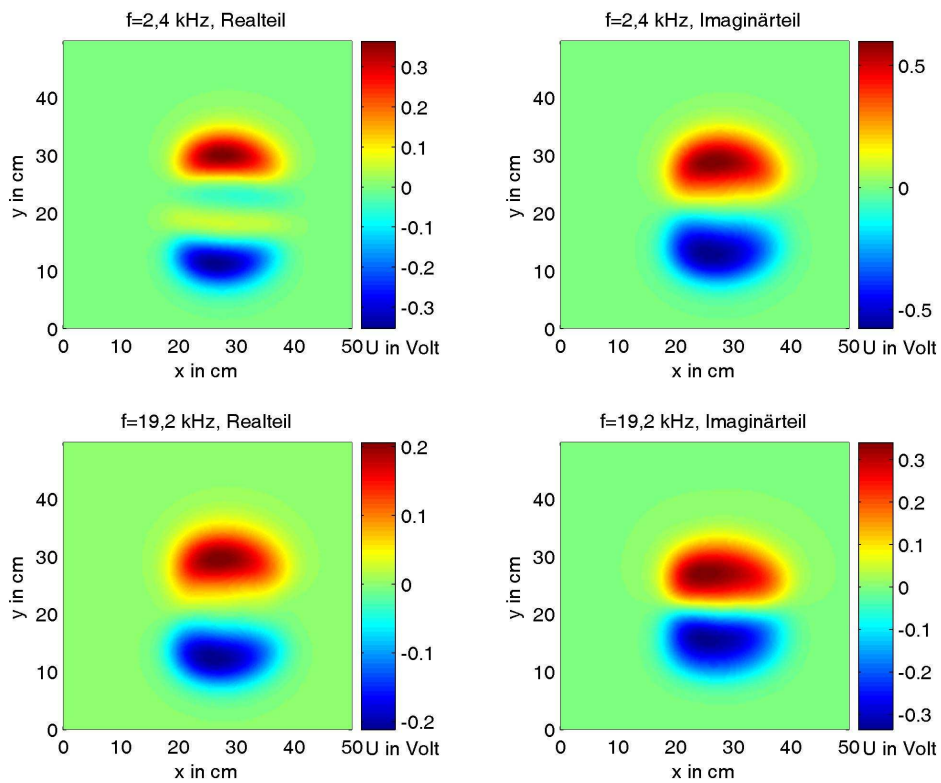 f=2,4 kHz, Realteil
y in cm
40
30
20
10
0
0 10 20 30 40 50
x in cm
0.3
0.2
0.1
0
-0.1
-0.2
-0.3
U in Volt
f=2,4 kHz, Imaginärteil
y in cm
40
30
20
10
0
0 10 20 30 40 50
x in cm
0.5
0
-0.5
U in Volt
f=19,2 kHz, Realteil
y in cm
40
30
20
10
0
0 10 20 30 40 50
x in cm
0.2
0.1
0
-0.1
-0.2
U in Volt
f=19,2 kHz, Imaginärteil
y in cm
40
30
20
10
0
0 10 20 30 40 50
x in cm
0.3
0.2
0.1
0
-0.1
-0.2
-0.3
U in Volt